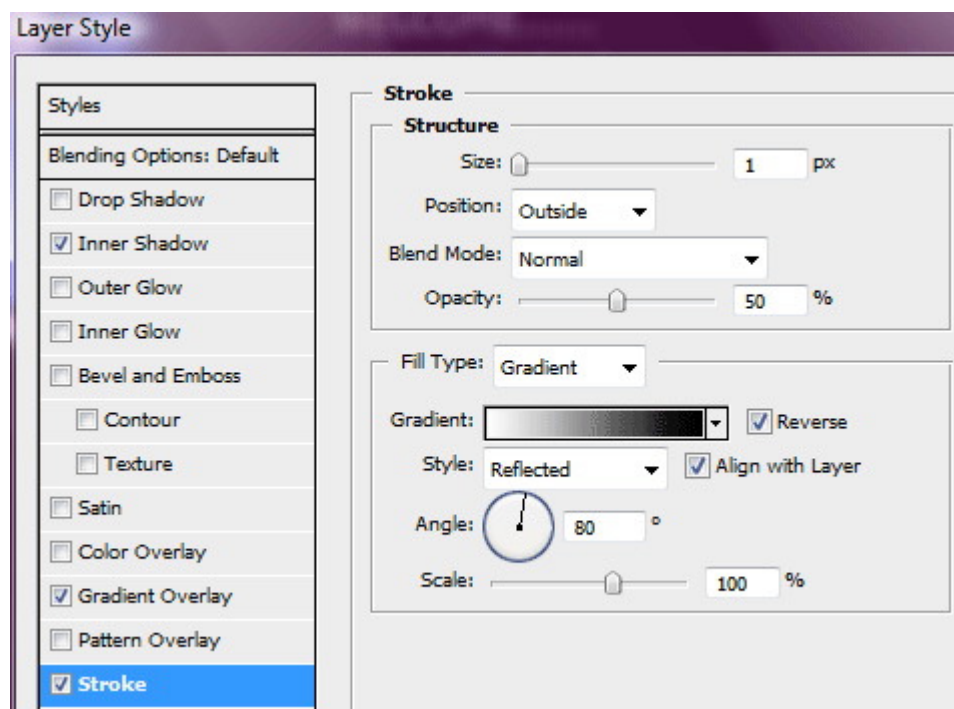 Layer Style
Styles
Blending Options: Default
Drop Shadow
Inner Shadow
Outer Glow
Inner Glow
Bevel and Emboss
Contour
Texture
Satin
Color Overlay
Gradient Overlay
Pattern Overlay
Stroke
Stroke
Structure
Size: 1 px
Position: Outside
Blend Mode: Normal
Opacity: 50 %
Fill Type: Gradient
Gradient: Reverse
Style: Reflected Align with Layer
Angle: 80 °
Scale: 100 %